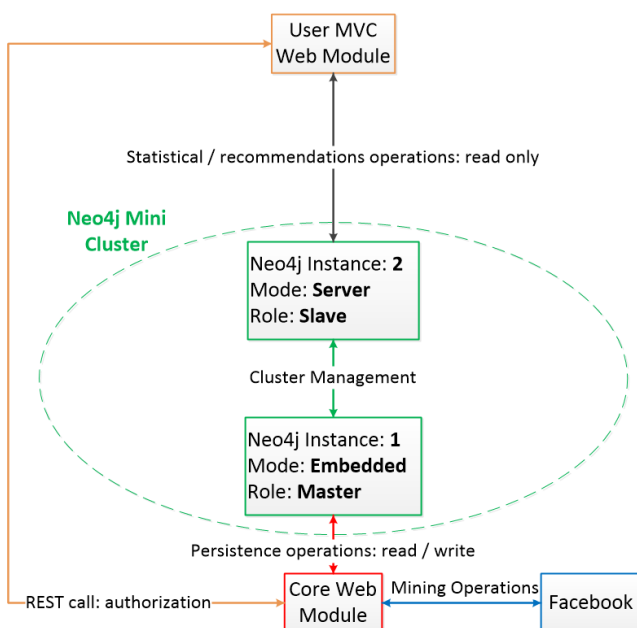 User MVC
Web Module
Statistical / recommendations operations: read only
Neo4j Mini
Cluster
Neo4j Instance: 2
Mode: Server
Role: Slave
Cluster Management
Neo4j Instance: 1
Mode: Embedded
Role: Master
Persistence operations: read / write
REST call: authorization
Core Web
Module
Mining Operations
Facebook